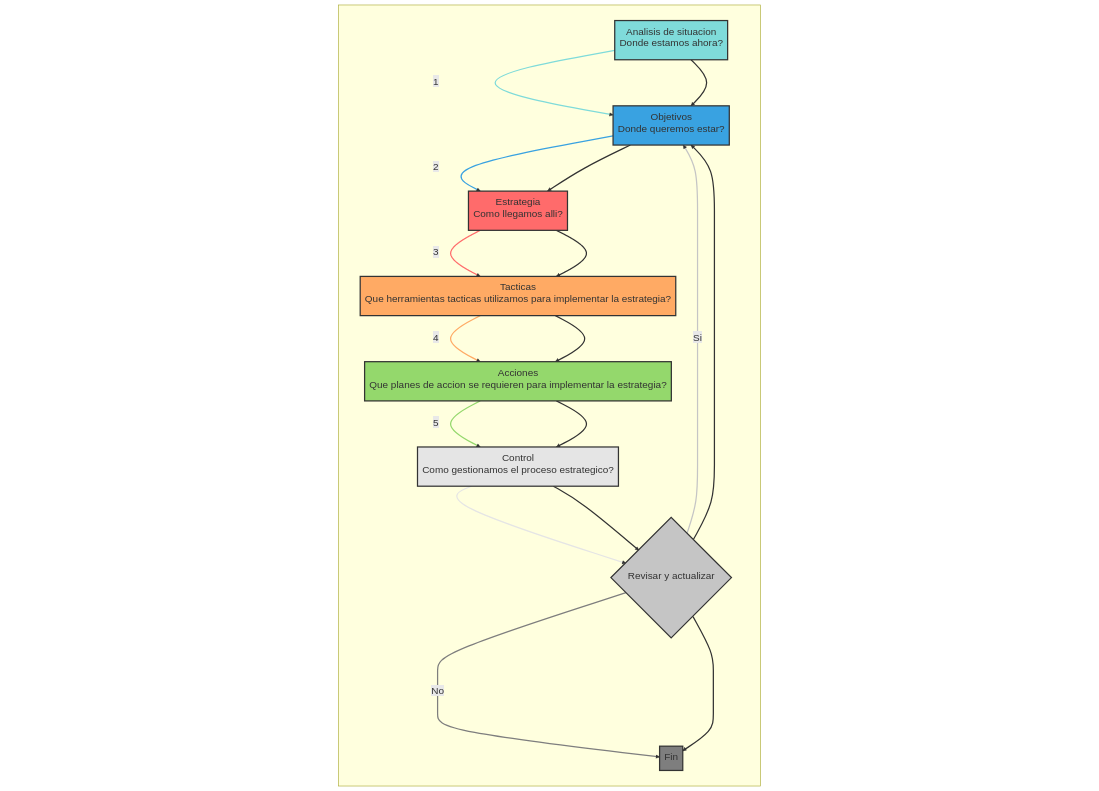 Analisis de situacion
Donde estamos ahora?
1
Objetivos
Donde queremos estar?
2
Estrategia
Como llegamos alli?
3
Tacticas
Que herramientas tacticas utilizamos para implementar la estrategia?
4
Si
Acciones
Que planes de accion se requieren para implementar la estrategia?
5
Control
Como gestionamos el proceso estrategico?
Revisar y actualizar
No
Fin